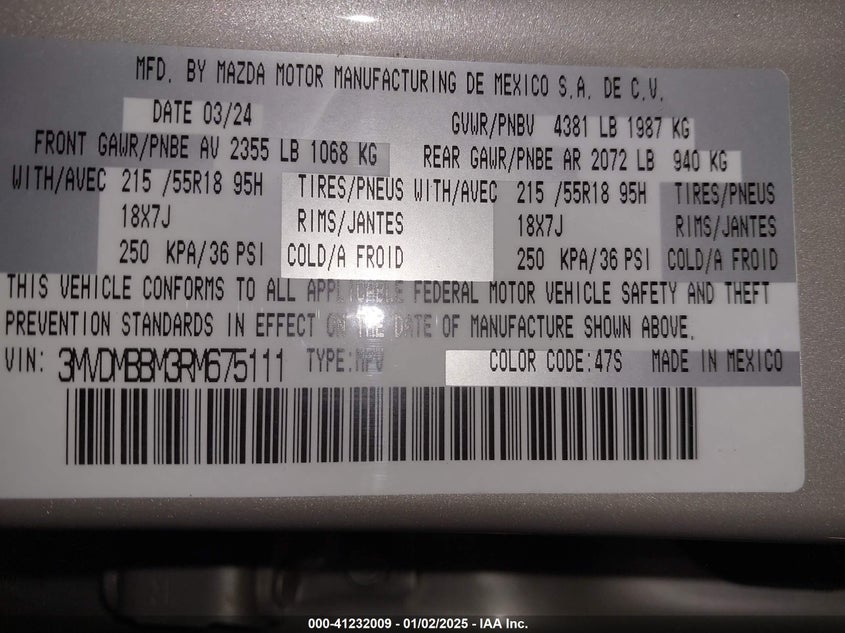 MFD. BY MAZDA MOTOR MANUFACTURING DE MEXICO S.A. DE C.V.
DATE 03/24 GVWR/PNBV 4381 LB 1987 KG
FRONT GAWR/PNBE AV 2355 LB 1068 KG REAR GAWR/PNBE AR 2072 LB 940 KG
WITH/AVEC 215 /55R18 95H TIRES/PNEUS WITH/AVEC 215 /55R18 95H TIRES/PNEUS
18X7J RIMS/JANTES 18X7J RIMS/JANTES
250 KPA/36 PSI COLD/A FROID 250 KPA/36 PSI COLD/A FROID
THIS VEHICLE CONFORMS TO ALL APPLICABLE FEDERAL MOTOR VEHICLE SAFETY AND THEFT
PREVENTION STANDARDS IN EFFECT ON THE DATE OF MANUFACTURE SHOWN ABOVE.
VIN: 3MVDMBBM3RM675111 TYPE:MPV COLOR CODE:47S MADE IN MEXICO
000-41232009 - 01/02/2025 - IAA Inc.